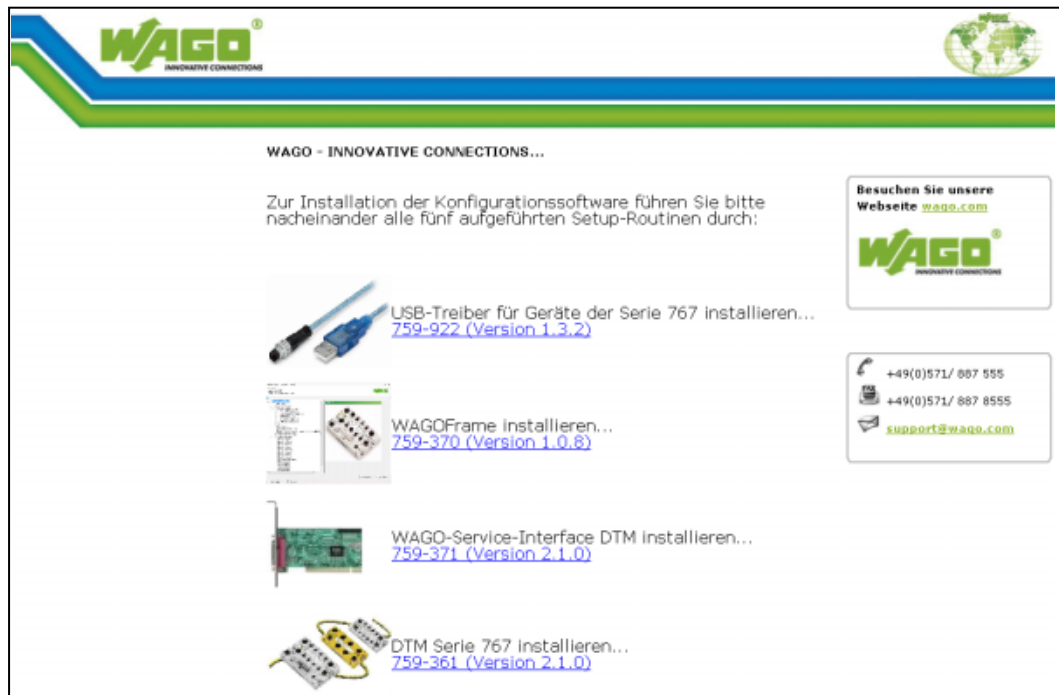 WAGO®
INNOVATIVE CONNECTIONS
WAGO
WAGO - INNOVATIVE CONNECTIONS...
Zur Installation der Konfigurationssoftware führen Sie bitte
nacheinander alle fünf aufgeführten Setup-Routinen durch:
USB-Treiber für Geräte der Serie 767 installieren...
759-922 (Version 1.3.2)
WAGOFrame installieren...
759-370 (Version 1.0.8)
WAGO-Service-Interface DTM installieren...
759-371 (Version 2.1.0)
DTM Serie 767 installieren...
759-361 (Version 2.1.0)
Besuchen Sie unsere
Webseite wago.com
WAGO®
INNOVATIVE CONNECTIONS
+49(0)571/ 887 555
FAX
+49(0)571/ 887 8555
support@wago.com